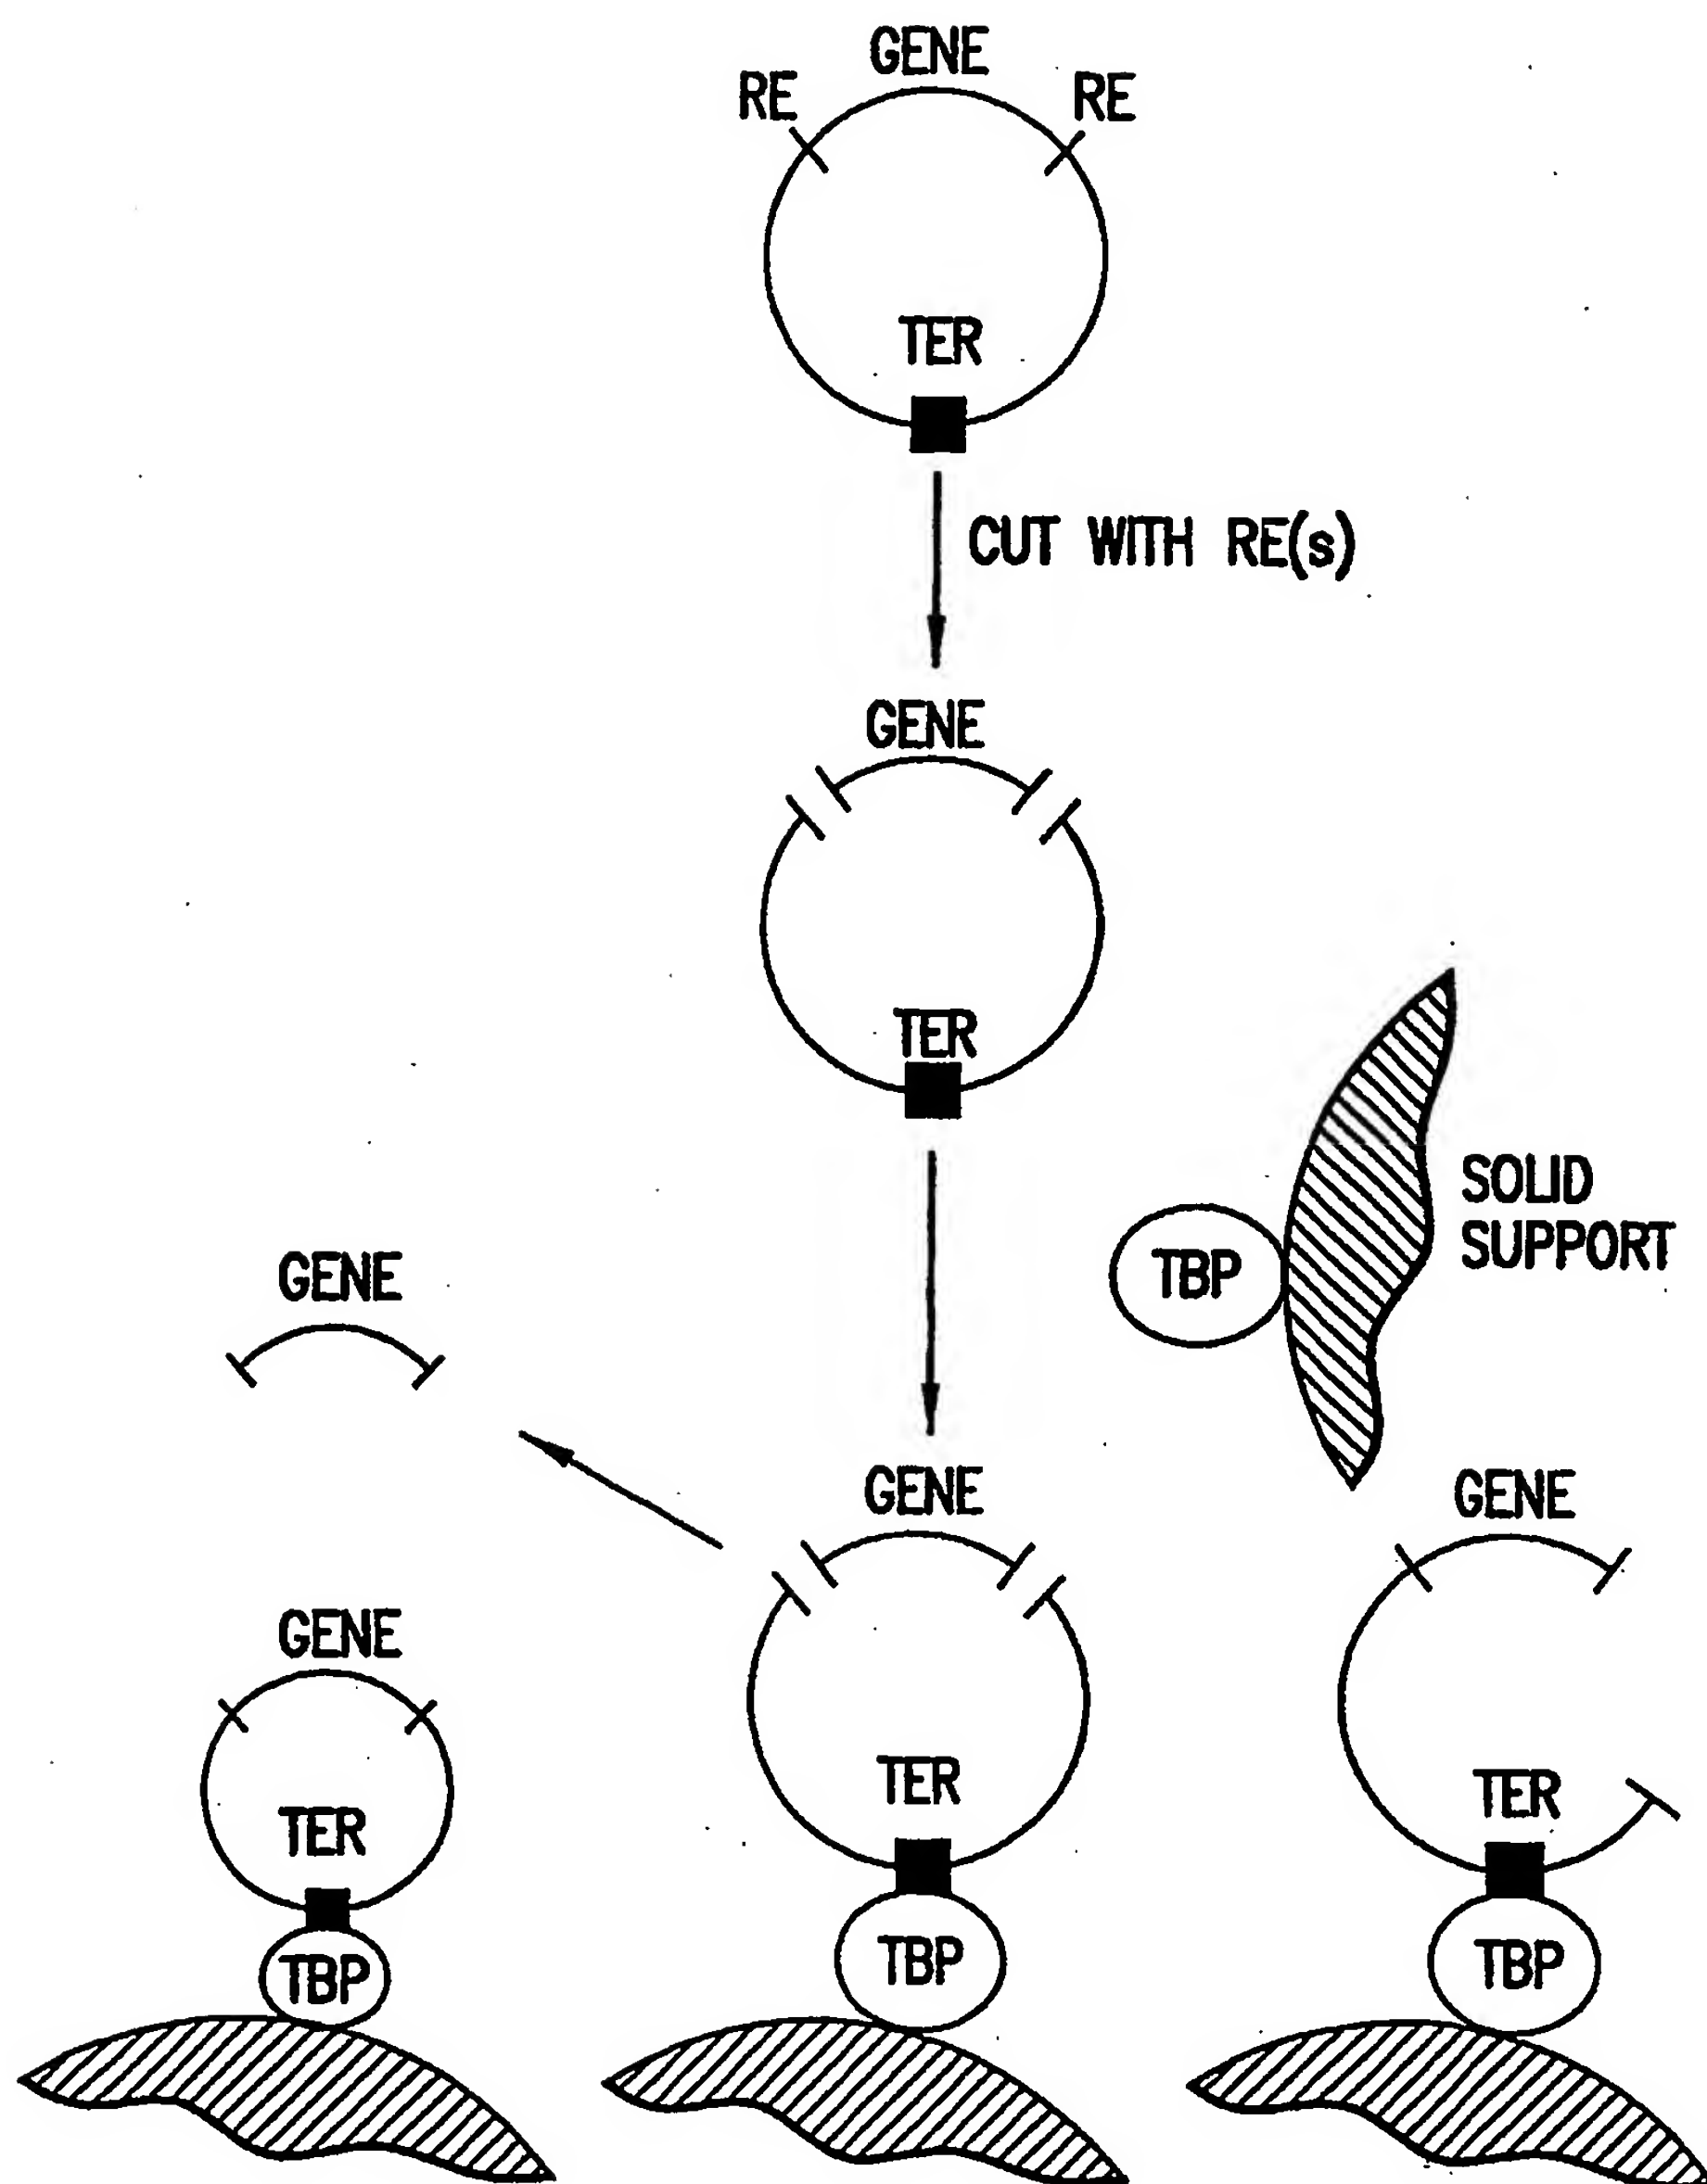 GENE
RE
RE
TER
CUT WITH RE(s)
GENE
TER
SOLID
SUPPORT
TBP
GENE
GENE
GENE
GENE
TER
TER
TER
TBP
TBP
TBP